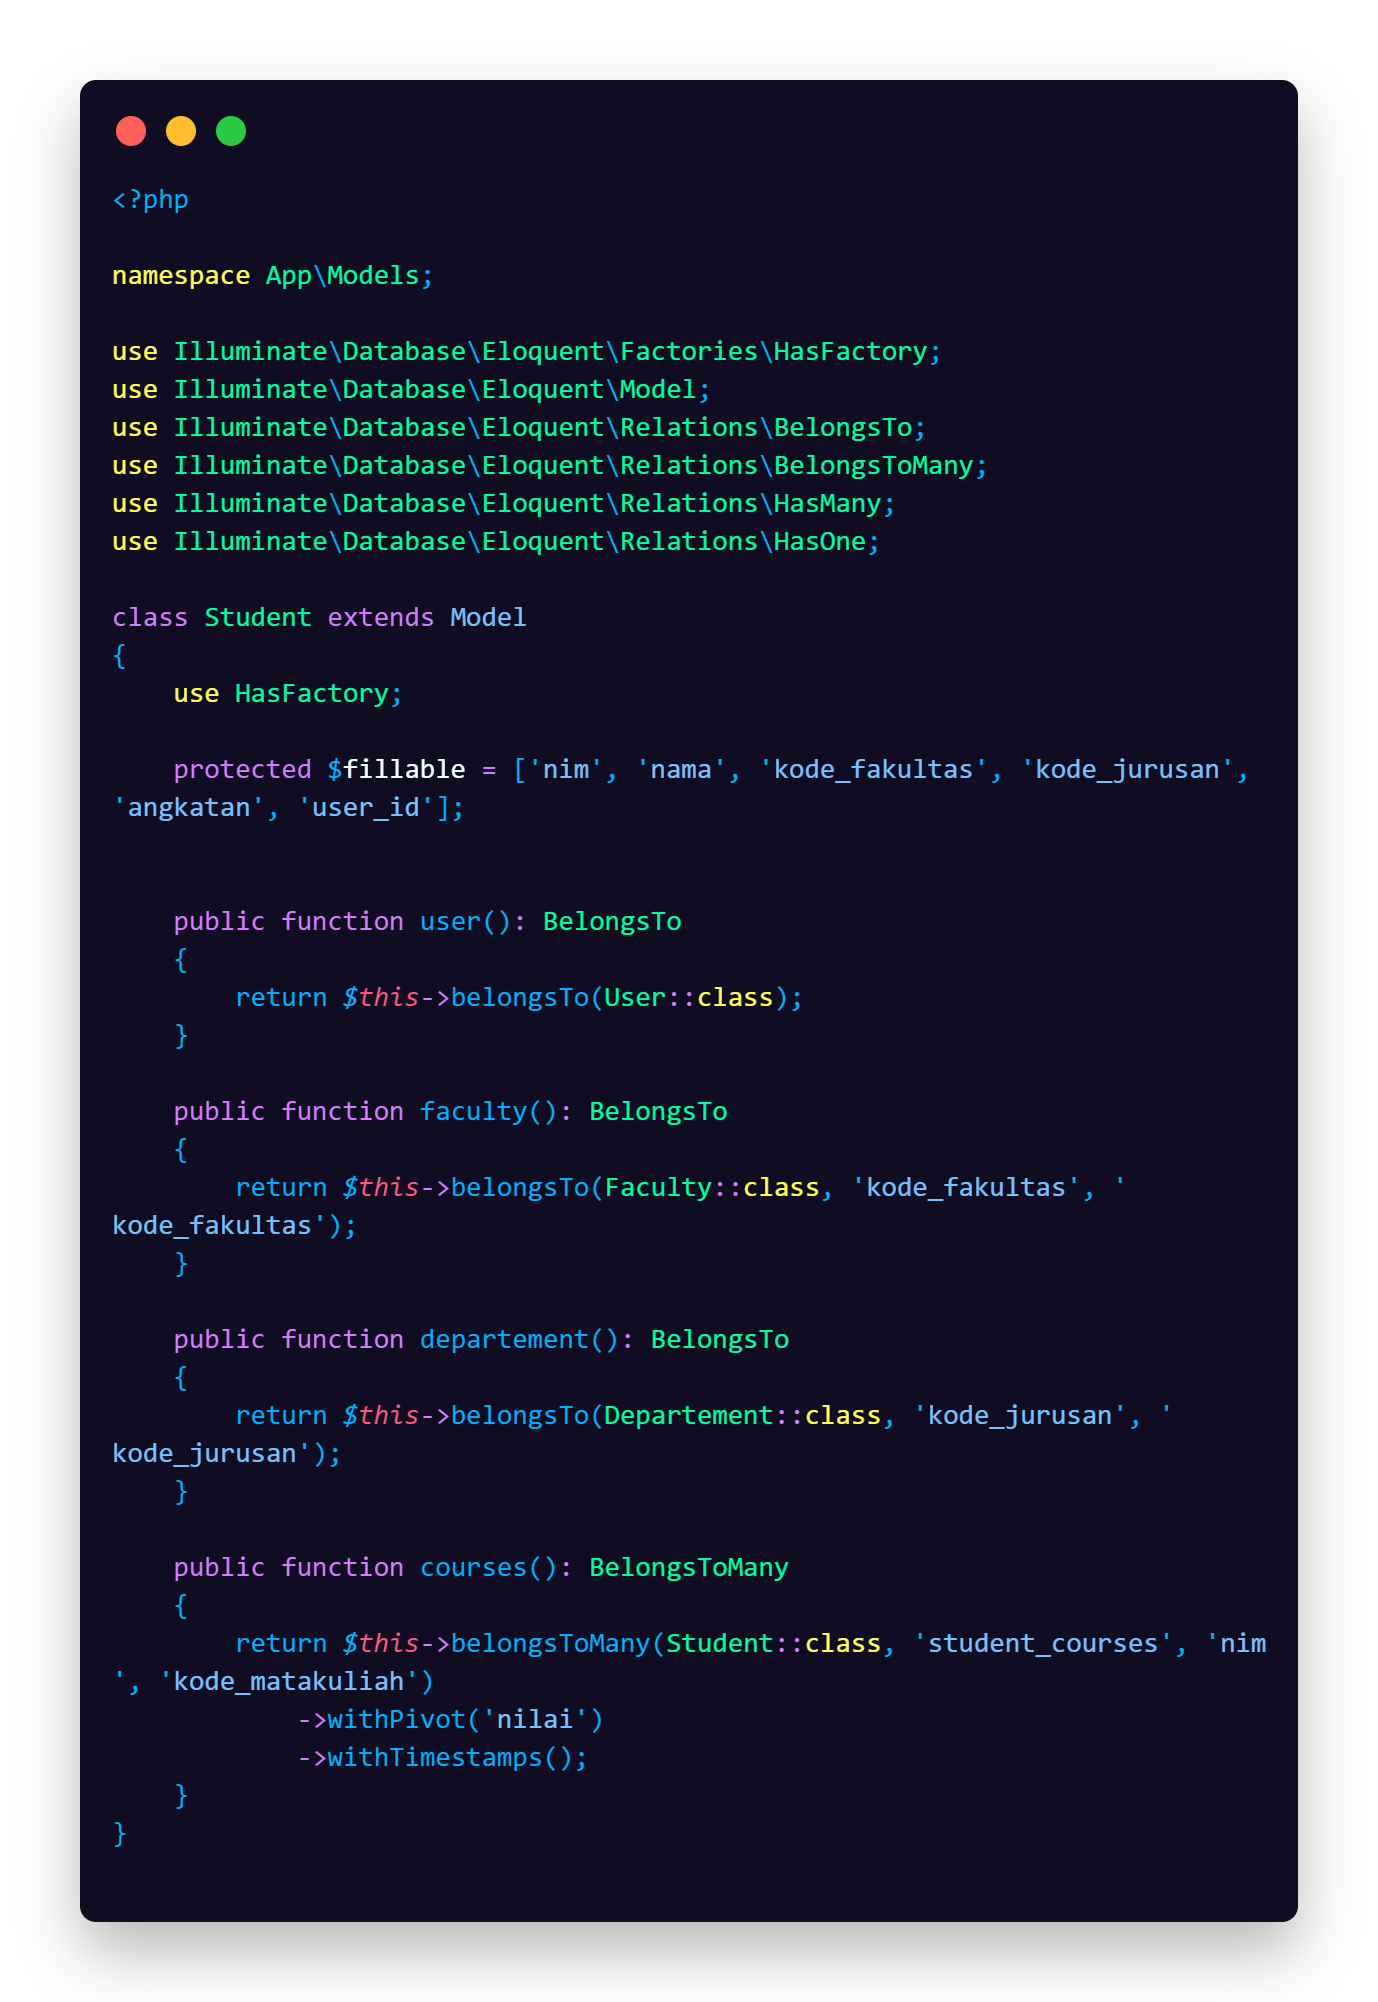 <?php

namespace App\Models;

use Illuminate\Database\Eloquent\Factories\HasFactory;
use Illuminate\Database\Eloquent\Model;
use Illuminate\Database\Eloquent\Relations\BelongsTo;
use Illuminate\Database\Eloquent\Relations\BelongsToMany;
use Illuminate\Database\Eloquent\Relations\HasMany;
use Illuminate\Database\Eloquent\Relations\HasOne;

class Student extends Model
{
    use HasFactory;

    protected $fillable = ['nim', 'nama', 'kode_fakultas', 'kode_jurusan',
'angkatan', 'user_id'];


    public function user(): BelongsTo
    {
        return $this->belongsTo(User::class);
    }

    public function faculty(): BelongsTo
    {
        return $this->belongsTo(Faculty::class, 'kode_fakultas', '
kode_fakultas');
    }

    public function departement(): BelongsTo
    {
        return $this->belongsTo(Departement::class, 'kode_jurusan', '
kode_jurusan');
    }

    public function courses(): BelongsToMany
    {
        return $this->belongsToMany(Student::class, 'student_courses', 'nim
', 'kode_matakuliah')
            ->withPivot('nilai')
            ->withTimestamps();
    }
}